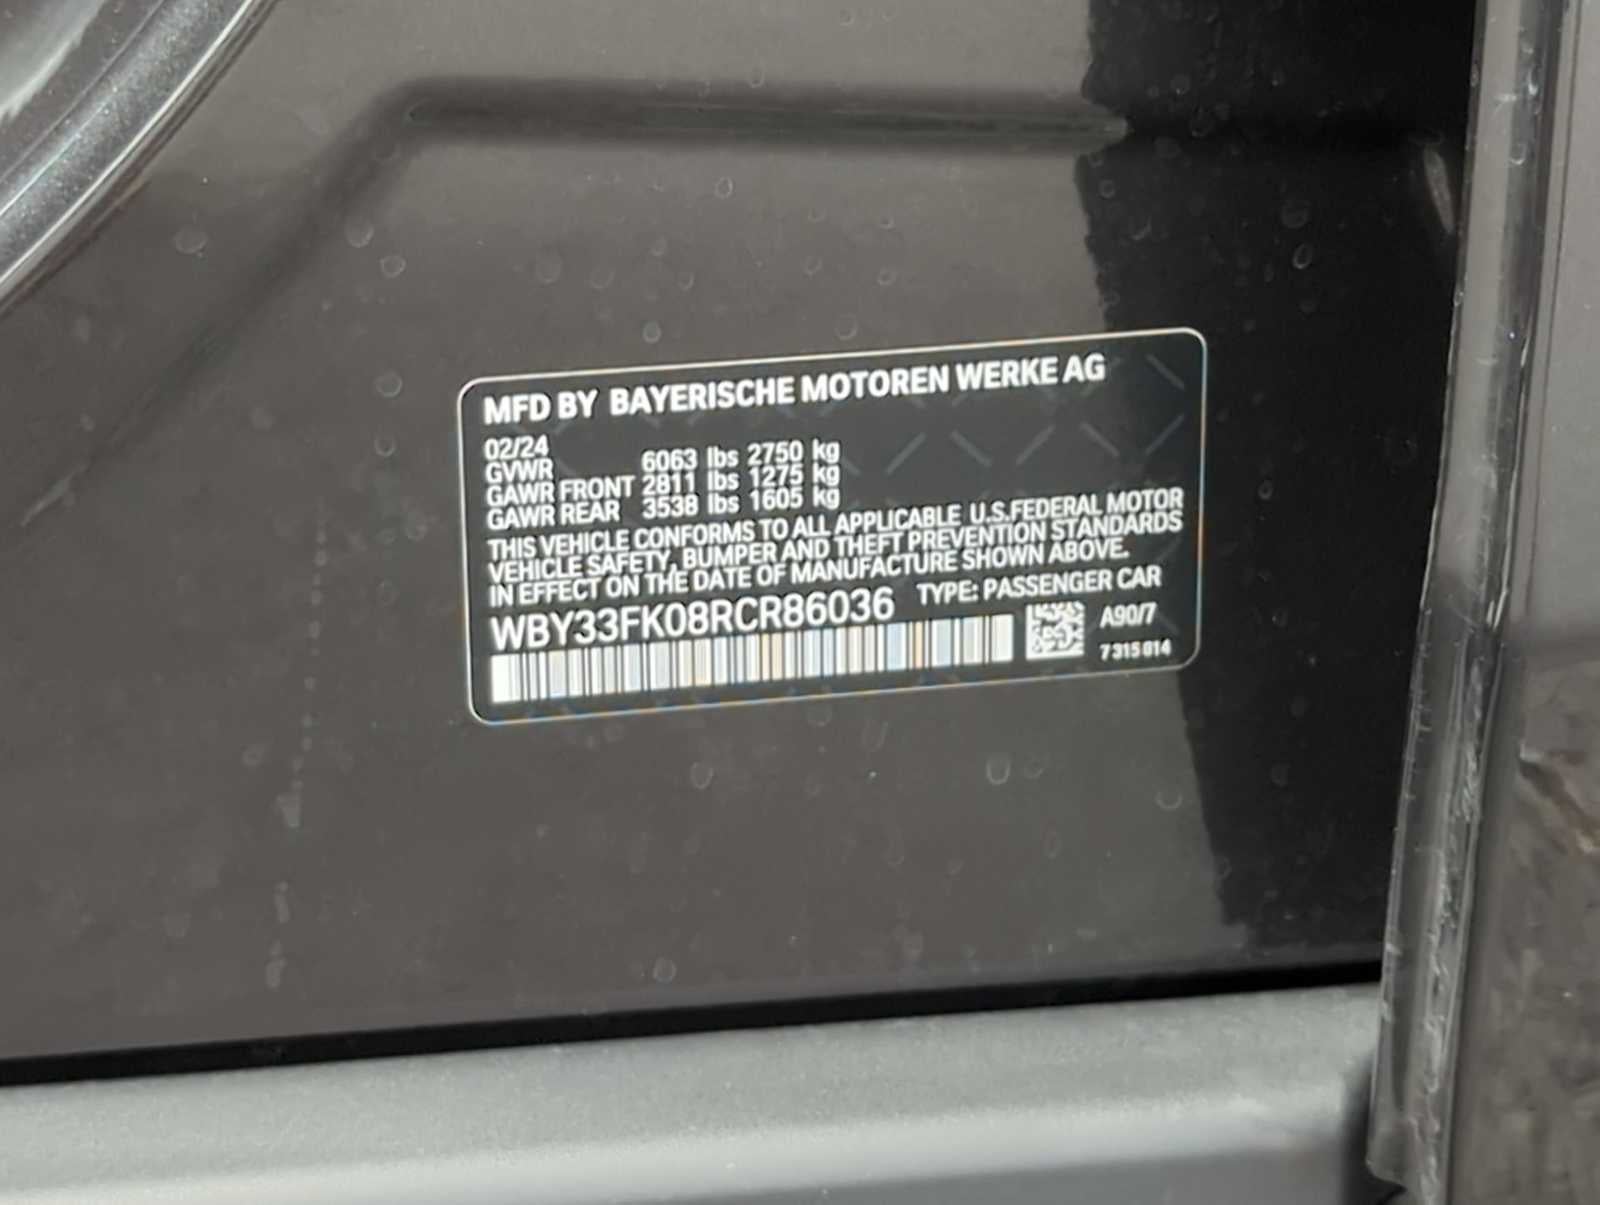 MFD BY BAYERISCHE MOTOREN WERKE AG
02/24
GVWR 6063 lbs 2750 kg
GAWR FRONT 2811 lbs 1275 kg
GAWR REAR 3538 lbs 1605 kg
THIS VEHICLE CONFORMS TO ALL APPLICABLE U.S.FEDERAL MOTOR
VEHICLE SAFETY, BUMPER AND THEFT PREVENTION STANDARDS
IN EFFECT ON THE DATE OF MANUFACTURE SHOWN ABOVE.
WBY33FK08RCR86036 TYPE: PASSENGER CAR
A90/7
7 315 014